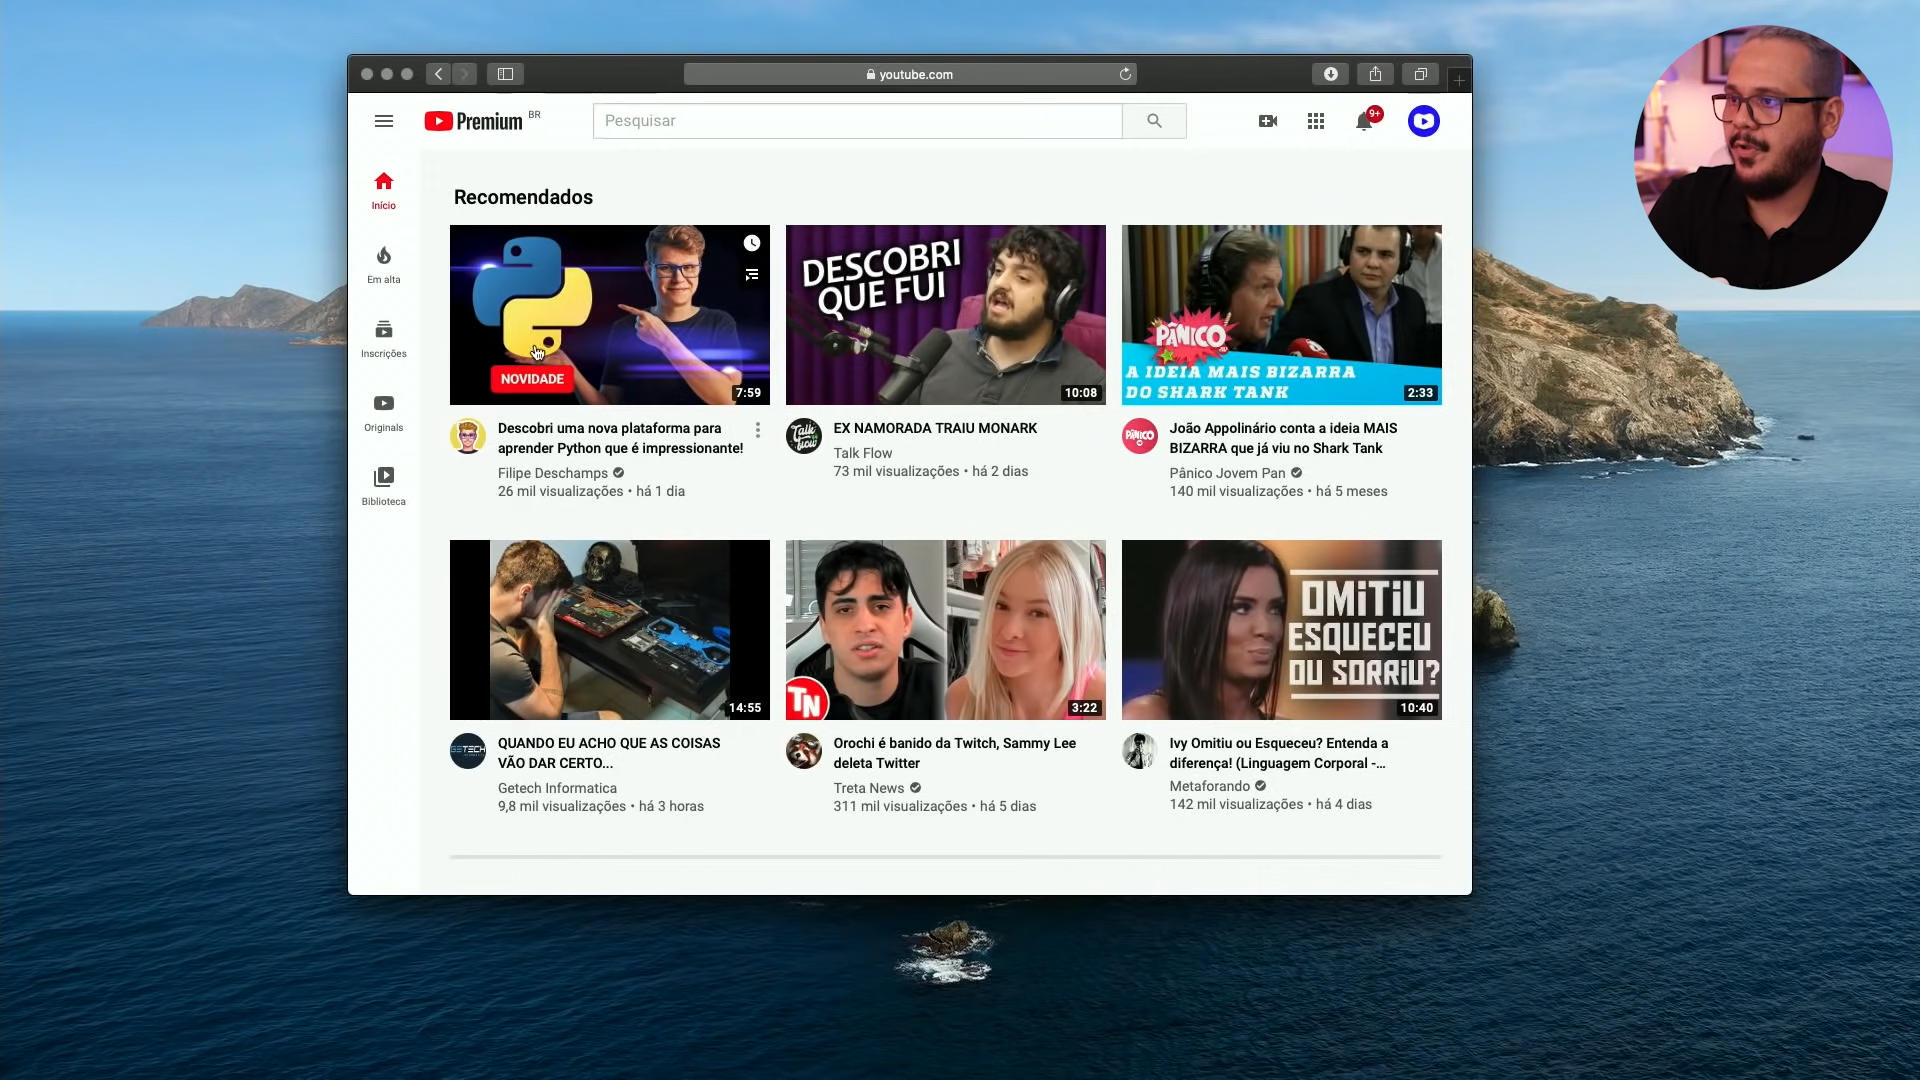 youtube.com
Premium BR
Pesquisar
9+
Início
Em alta
Inscrições
Originals
Biblioteca
Recomendados
NOVIDADE
7:59
Descobri uma nova plataforma para
aprender Python que é impressionante!
Filipe Deschamps
26 mil visualizações • há 1 dia
DESCOBRI
QUE FUI
10:08
Talk Flow
EX NAMORADA TRAIU MONARK
Talk Flow
73 mil visualizações • há 2 dias
PÂNICO
A IDEIA MAIS BIZARRA
DO SHARK TANK
2:33
PÂNICO
João Appolinário conta a ideia MAIS
BIZARRA que já viu no Shark Tank
Pânico Jovem Pan
140 mil visualizações • há 5 meses
14:55
GETECH
QUANDO EU ACHO QUE AS COISAS
VÃO DAR CERTO...
Getech Informatica
9,8 mil visualizações • há 3 horas
TN
3:22
Orochi é banido da Twitch, Sammy Lee
deleta Twitter
Treta News
311 mil visualizações • há 5 dias
OMITIU
ESQUECEU
OU SORRIU?
10:40
Ivy Omitiu ou Esqueceu? Entenda a
diferença! (Linguagem Corporal -...
Metaforando
142 mil visualizações • há 4 dias